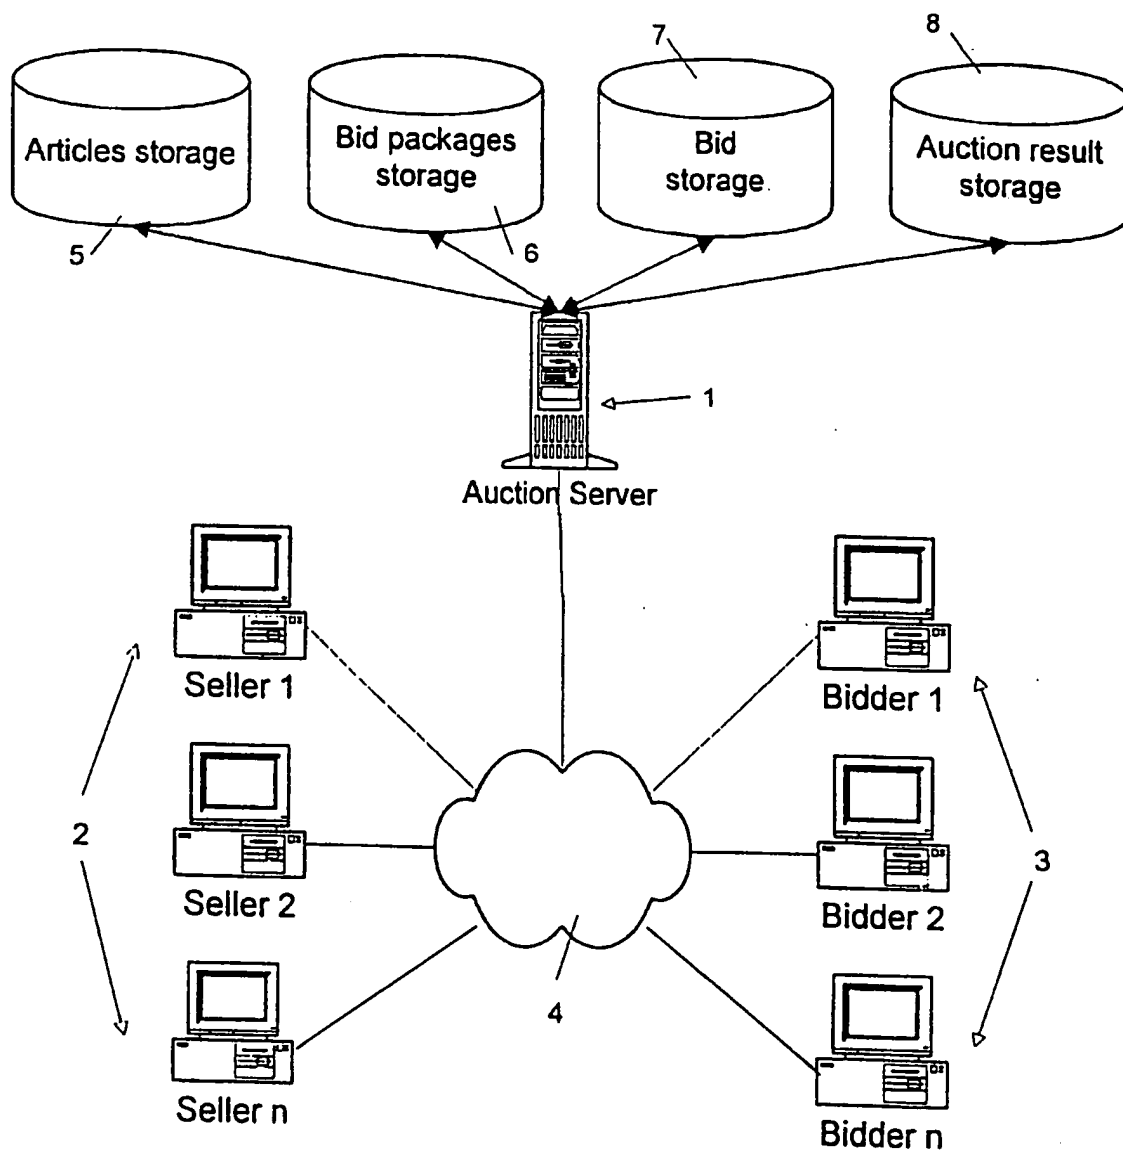 7
8
Articles storage
Bid packages
storage
Bid
storage
Auction result
storage
5
6
1
Auction Server
Seller 1
Bidder 1
2
3
Seller 2
Bidder 2
4
Seller n
Bidder n